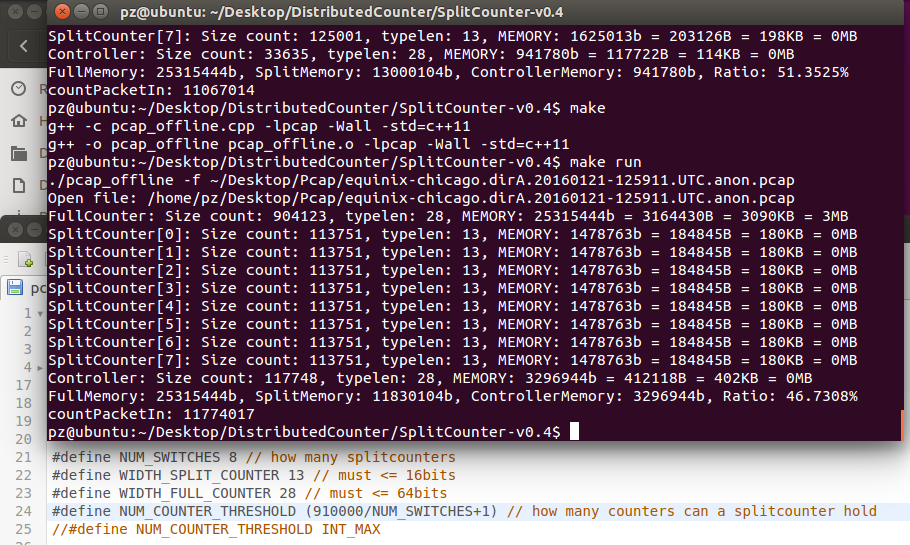 pz@ubuntu: ~/Desktop/DistributedCounter/SplitCounter-v0.4
SplitCounter[7]: Size count: 125001, typelen: 13, MEMORY: 1625013b = 203126B = 198KB = 0MB
Controller: Size count: 33635, typelen: 28, MEMORY: 941780b = 117722B = 114KB = 0MB
FullMemory: 25315444b, SplitMemory: 13000104b, ControllerMemory: 941780b, Ratio: 51.3525%
countPacketIn: 11067014
pz@ubuntu:~/Desktop/DistributedCounter/SplitCounter-v0.4$ make
g++ -c pcap_offline.cpp -lpcap -Wall -std=c++11
g++ -o pcap_offline pcap_offline.o -lpcap -Wall -std=c++11
pz@ubuntu:~/Desktop/DistributedCounter/SplitCounter-v0.4$ make run
./pcap_offline -f ~/Desktop/Pcap/equinix-chicago.dirA.20160121-125911.UTC.anon.pcap
Open file: /home/pz/Desktop/Pcap/equinix-chicago.dirA.20160121-125911.UTC.anon.pcap
FullCounter: Size count: 904123, typelen: 28, MEMORY: 25315444b = 3164430B = 3090KB = 3MB
SplitCounter[0]: Size count: 113751, typelen: 13, MEMORY: 1478763b = 184845B = 180KB = 0MB
SplitCounter[1]: Size count: 113751, typelen: 13, MEMORY: 1478763b = 184845B = 180KB = 0MB
SplitCounter[2]: Size count: 113751, typelen: 13, MEMORY: 1478763b = 184845B = 180KB = 0MB
SplitCounter[3]: Size count: 113751, typelen: 13, MEMORY: 1478763b = 184845B = 180KB = 0MB
SplitCounter[4]: Size count: 113751, typelen: 13, MEMORY: 1478763b = 184845B = 180KB = 0MB
SplitCounter[5]: Size count: 113751, typelen: 13, MEMORY: 1478763b = 184845B = 180KB = 0MB
SplitCounter[6]: Size count: 113751, typelen: 13, MEMORY: 1478763b = 184845B = 180KB = 0MB
SplitCounter[7]: Size count: 113751, typelen: 13, MEMORY: 1478763b = 184845B = 180KB = 0MB
Controller: Size count: 117748, typelen: 28, MEMORY: 3296944b = 412118B = 402KB = 0MB
FullMemory: 25315444b, SplitMemory: 11830104b, ControllerMemory: 3296944b, Ratio: 46.7308%
countPacketIn: 11774017
pz@ubuntu:~/Desktop/DistributedCounter/SplitCounter-v0.4$
1
2
3
4
17
18
19
20
21 #define NUM_SWITCHES 8 // how many splitcounters
22 #define WIDTH_SPLIT_COUNTER 13 // must <= 16bits
23 #define WIDTH_FULL_COUNTER 28 // must <= 64bits
24 #define NUM_COUNTER_THRESHOLD (910000/NUM_SWITCHES+1) // how many counters can a splitcounter hold
25 //#define NUM_COUNTER_THRESHOLD INT_MAX